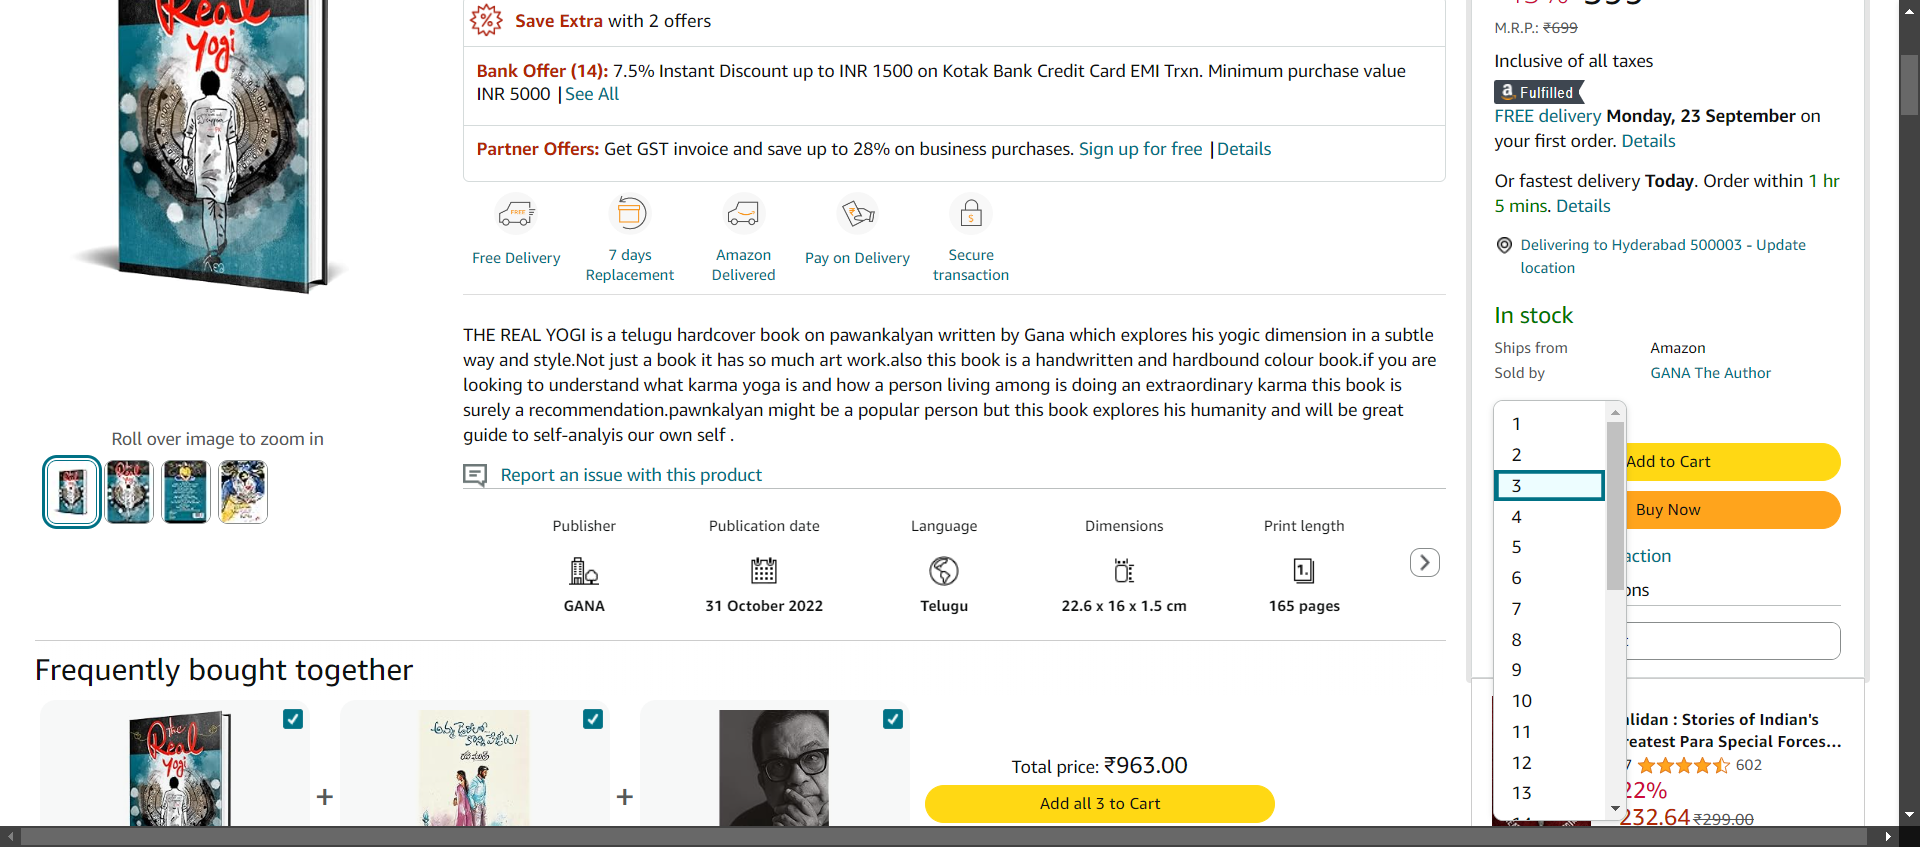 Real
Yogi
Save Extra with 2 offers
Bank Offer (14): 7.5% Instant Discount up to INR 1500 on Kotak Bank Credit Card EMI Trxn. Minimum purchase value
INR 5000 | See All
Partner Offers: Get GST invoice and save up to 28% on business purchases. Sign up for free | Details
FREE
Free Delivery
7 days
Replacement
Amazon
Delivered
Pay on Delivery
Secure
transaction
THE REAL YOGI is a telugu hardcover book on pawankalyan written by Gana which explores his yogic dimension in a subtle
way and style.Not just a book it has so much art work.also this book is a handwritten and hardbound colour book.if you are
looking to understand what karma yoga is and how a person living among is doing an extraordinary karma this book is
surely a recommendation.pawnkalyan might be a popular person but this book explores his humanity and will be great
guide to self-analyis our own self .
Report an issue with this product
Roll over image to zoom in
Publisher
GANA
Publication date
31 October 2022
Language
Telugu
Dimensions
22.6 x 16 x 1.5 cm
Print length
1.
165 pages
M.R.P.: ₹699
Inclusive of all taxes
a Fulfilled
FREE delivery Monday, 23 September on
your first order. Details
Or fastest delivery Today. Order within 1 hr
5 mins. Details
Delivering to Hyderabad 500003 - Update
location
In stock
Ships from Amazon
Sold by GANA The Author
1
2
3
4
5
6
7
8
9
10
11
12
13
Add to Cart
Buy Now
action
ons
Frequently bought together
The
Real
Yogi
+
+
Total price: ₹963.00
Add all 3 to Cart
alidan : Stories of Indian's
reatest Para Special Forces...
602
22%
232.64 ₹299.00